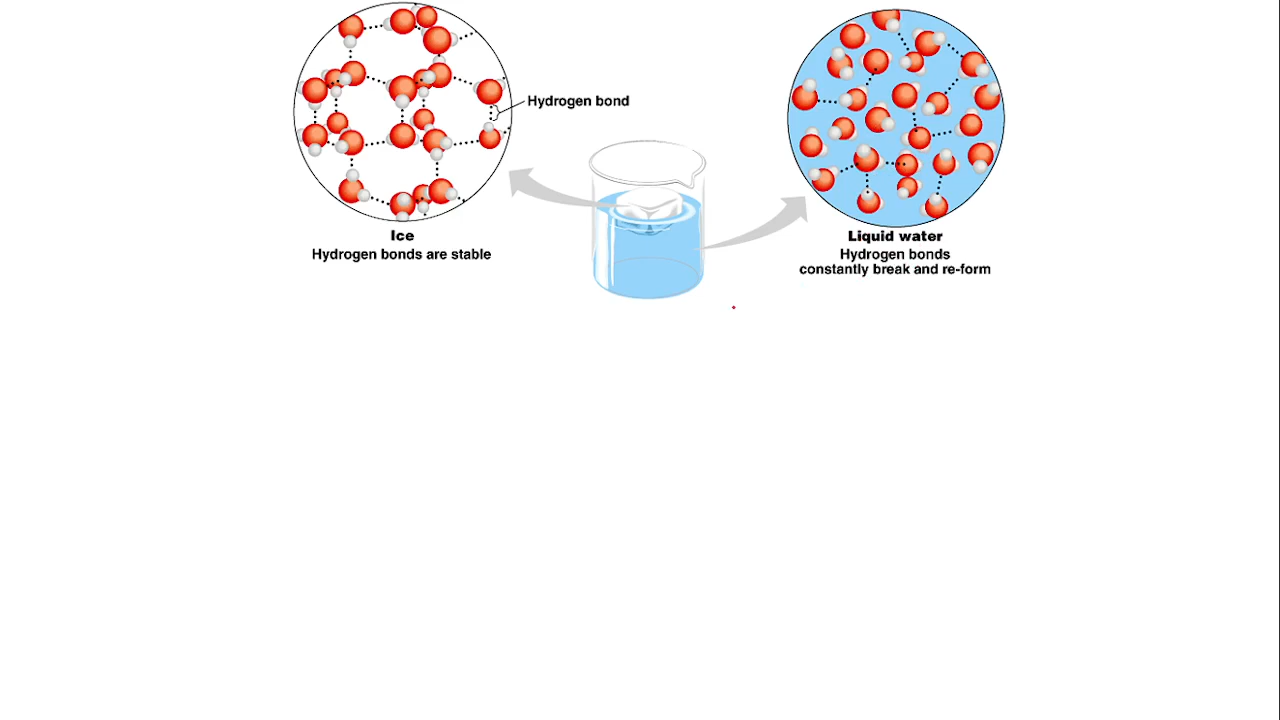 Hydrogen bond
Ice
Hydrogen bonds are stable
Liquid water
Hydrogen bonds
constantly break and re-form